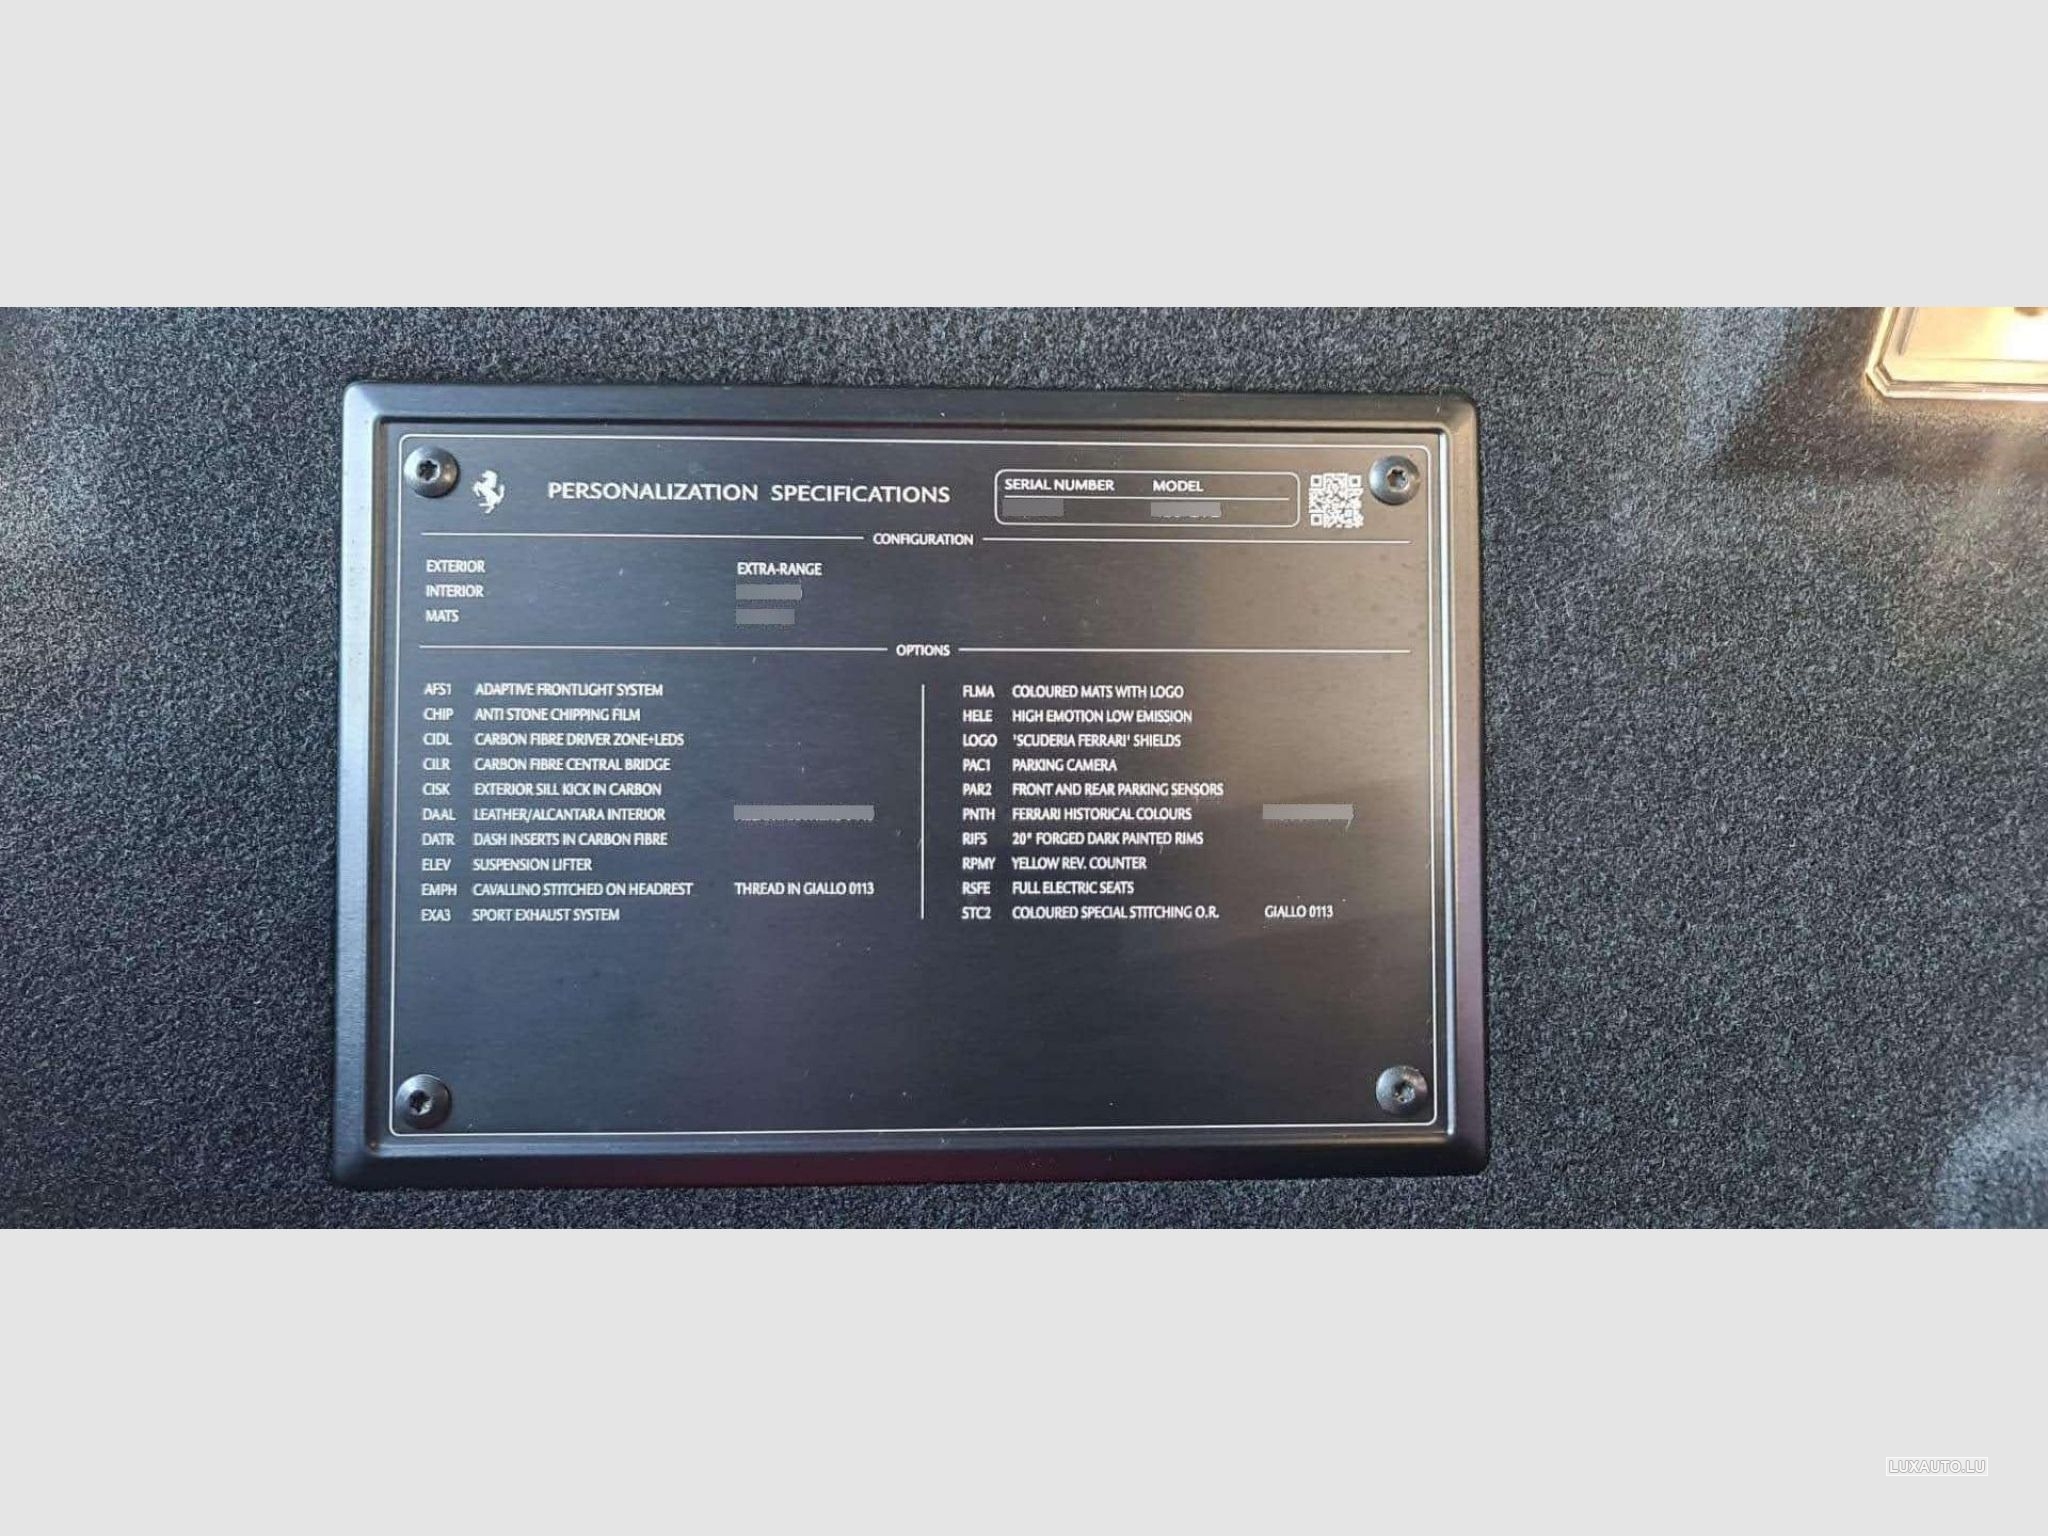 PERSONALIZATION SPECIFICATIONS
SERIAL NUMBER MODEL
CONFIGURATION
EXTERIOR EXTRA-RANGE
INTERIOR
MATS
OPTIONS
AFS1 ADAPTIVE FRONTLIGHT SYSTEM
CHIP ANTI STONE CHIPPING FILM
CIDL CARBON FIBRE DRIVER ZONE+LEDS
CILR CARBON FIBRE CENTRAL BRIDGE
CISK EXTERIOR SILL KICK IN CARBON
DAAL LEATHER/ALCANTARA INTERIOR
DATR DASH INSERTS IN CARBON FIBRE
ELEV SUSPENSION LIFTER
EMPH CAVALLINO STITCHED ON HEADREST THREAD IN GIALLO 0113
EXA3 SPORT EXHAUST SYSTEM
FLMA COLOURED MATS WITH LOGO
HELE HIGH EMOTION LOW EMISSION
LOGO 'SCUDERIA FERRARI' SHIELDS
PAC1 PARKING CAMERA
PAR2 FRONT AND REAR PARKING SENSORS
PNTH FERRARI HISTORICAL COLOURS
RIFS 20" FORGED DARK PAINTED RIMS
RPMY YELLOW REV. COUNTER
RSFE FULL ELECTRIC SEATS
STC2 COLOURED SPECIAL STITCHING O.R. GIALLO 0113
LUXAUTO.LU